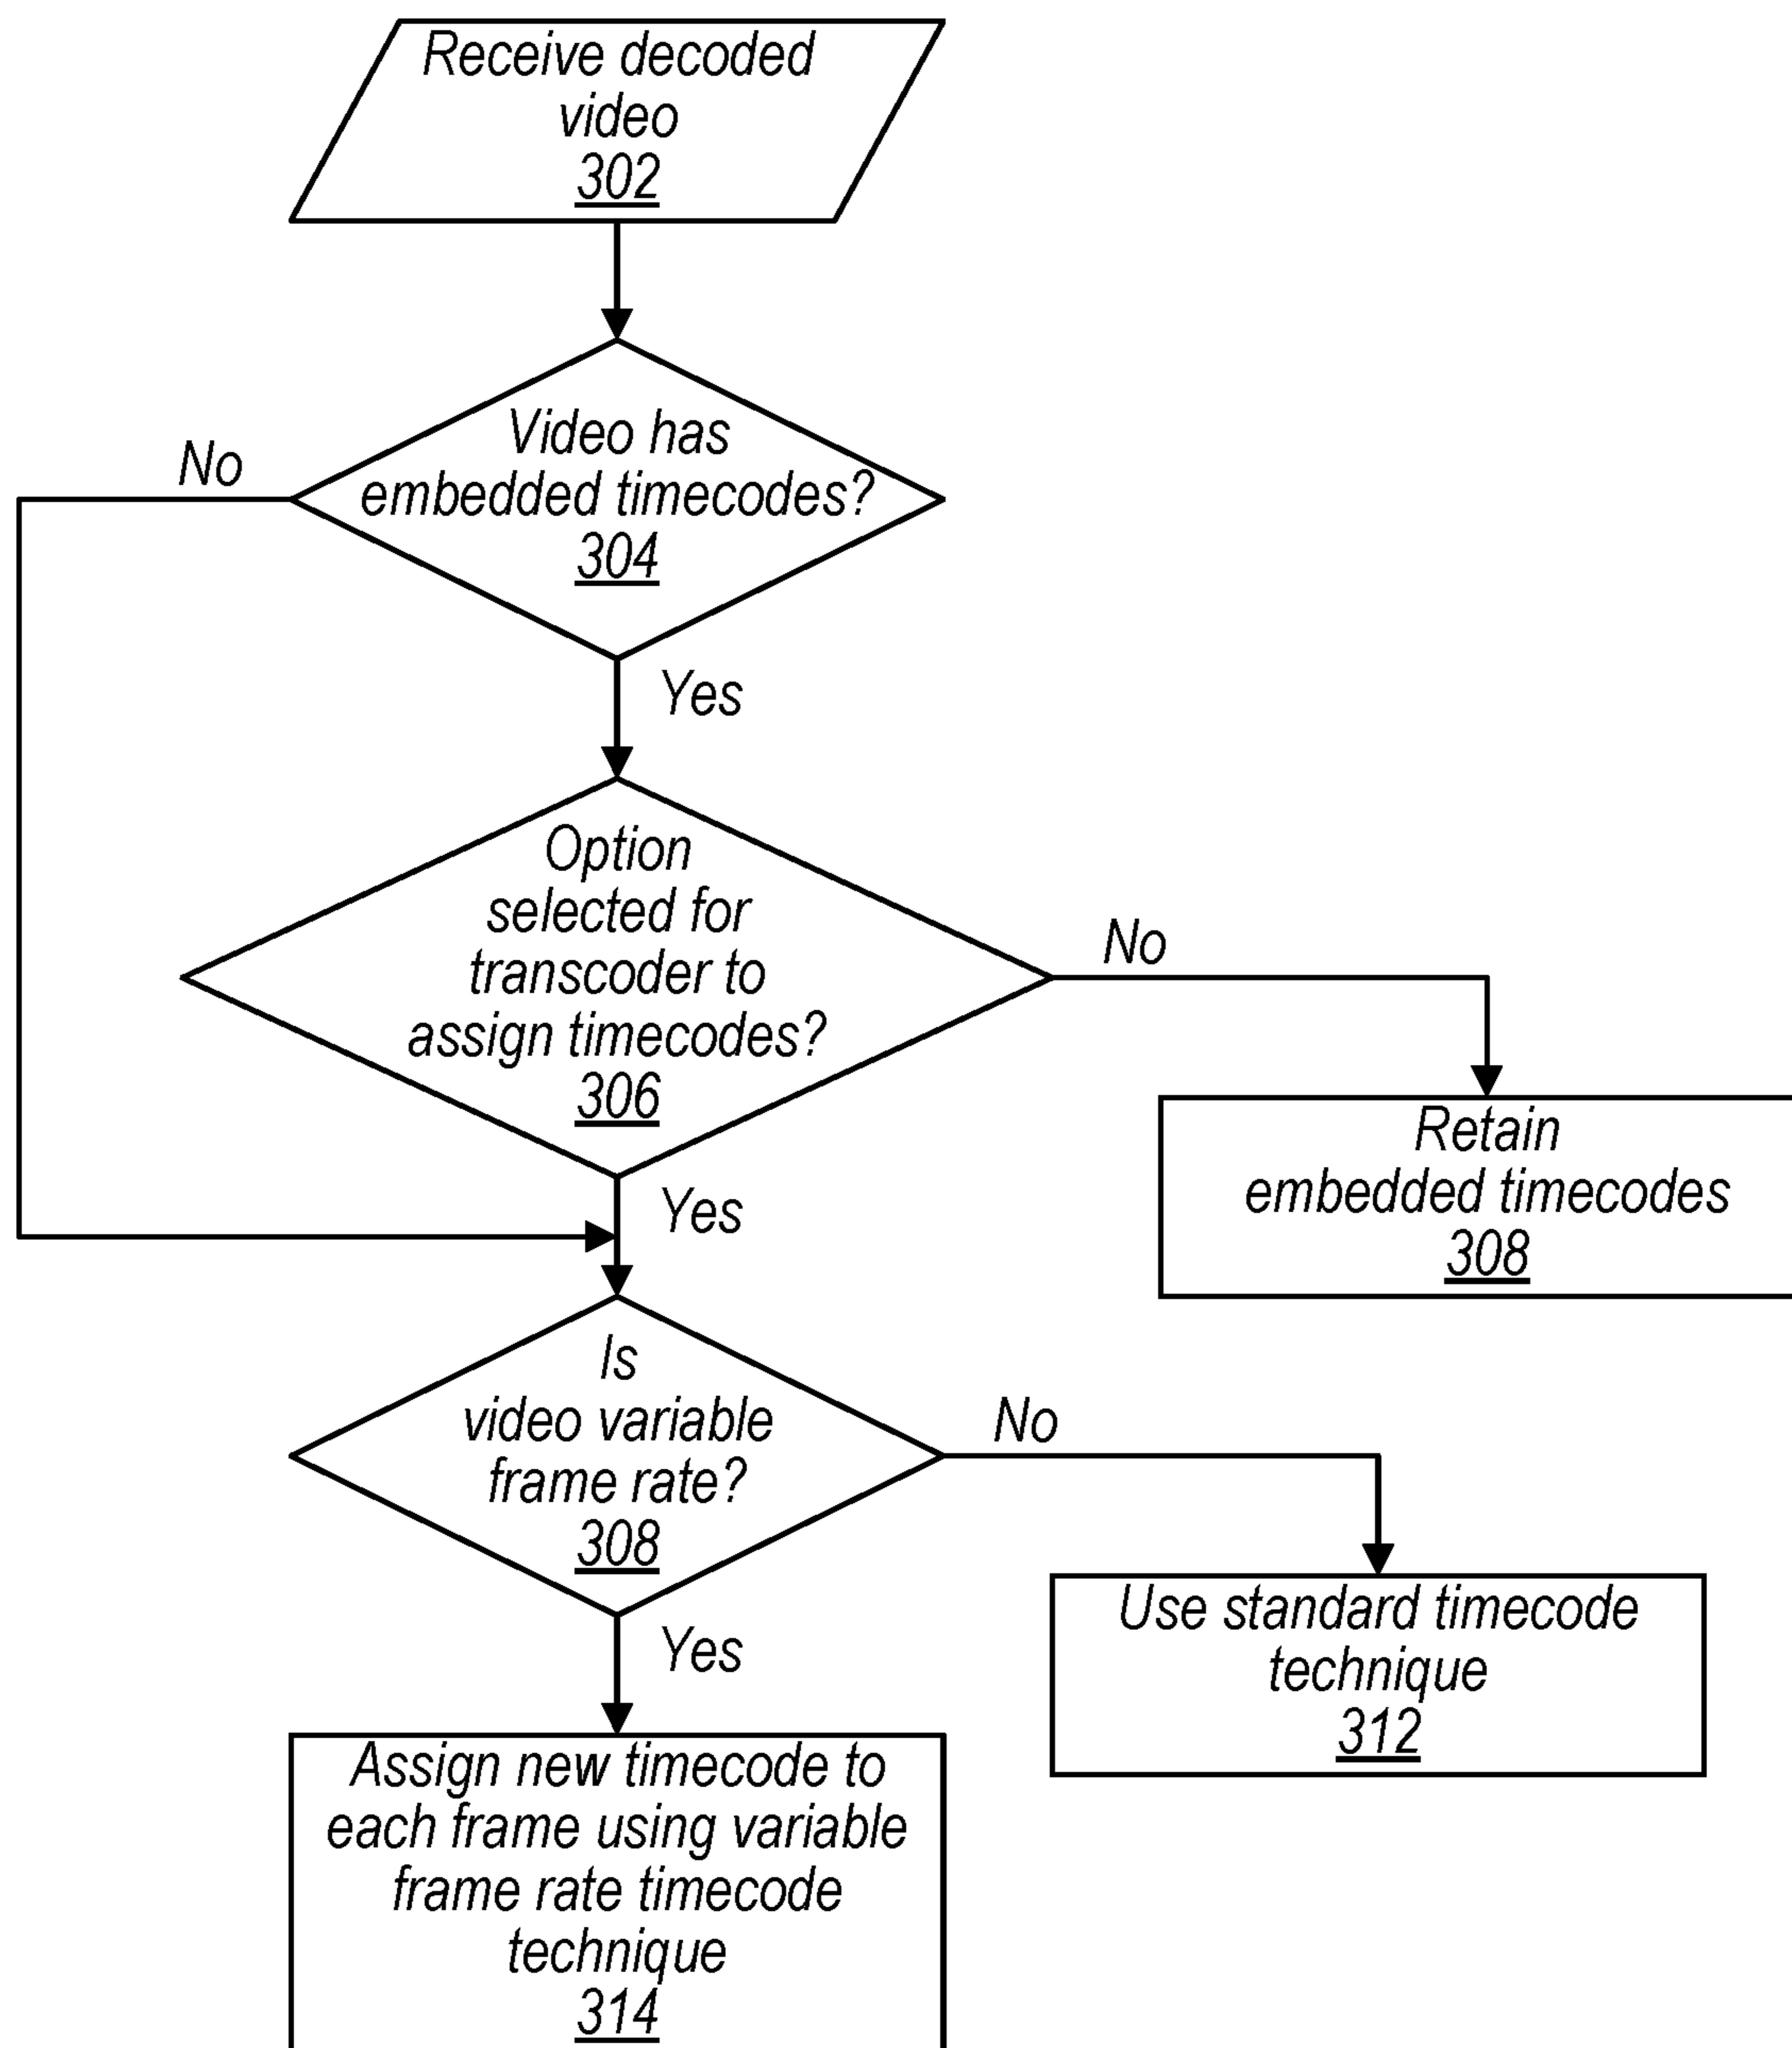 Receive decoded
video
302
Video has
embedded timecodes?
304
No
Yes
Option
selected for
transcoder to
assign timecodes?
306
No
Yes
Retain
embedded timecodes
308
Is
video variable
frame rate?
308
No
Yes
Use standard timecode
technique
312
Assign new timecode to
each frame using variable
frame rate timecode
technique
314